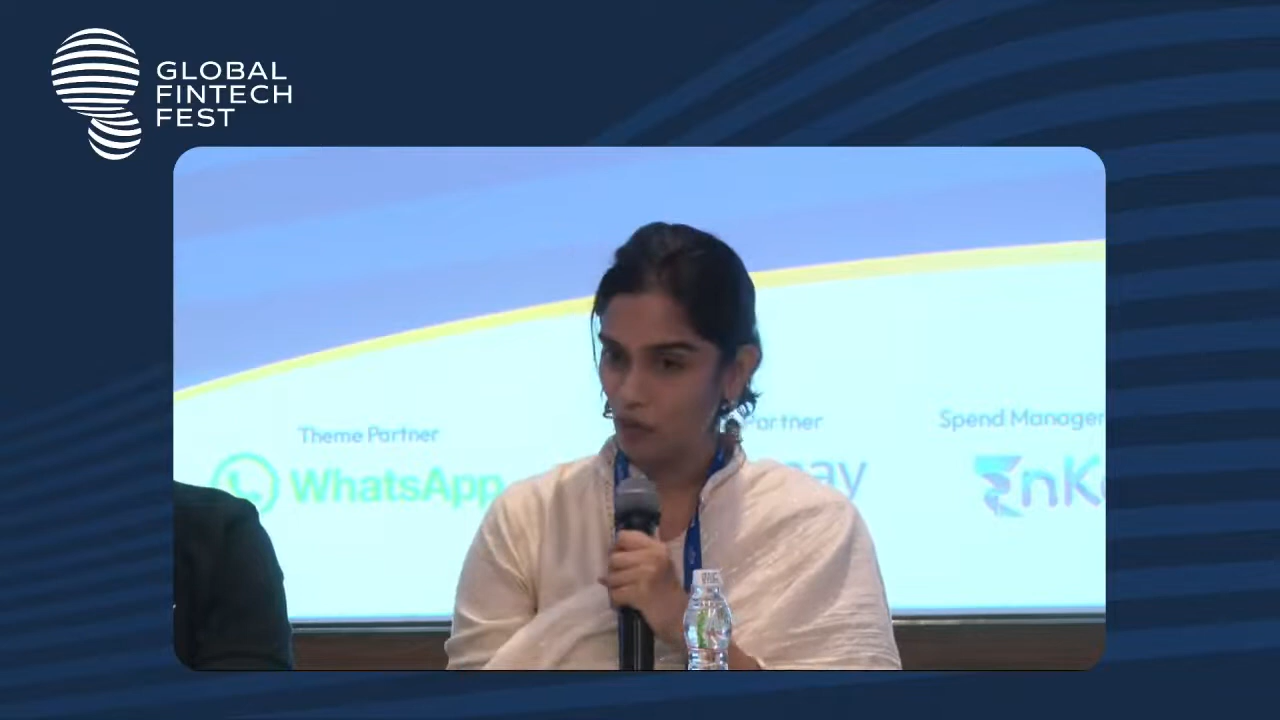 GLOBAL
FINTECH
FEST
Theme Partner
Partner
Spend Manager
WhatsApp